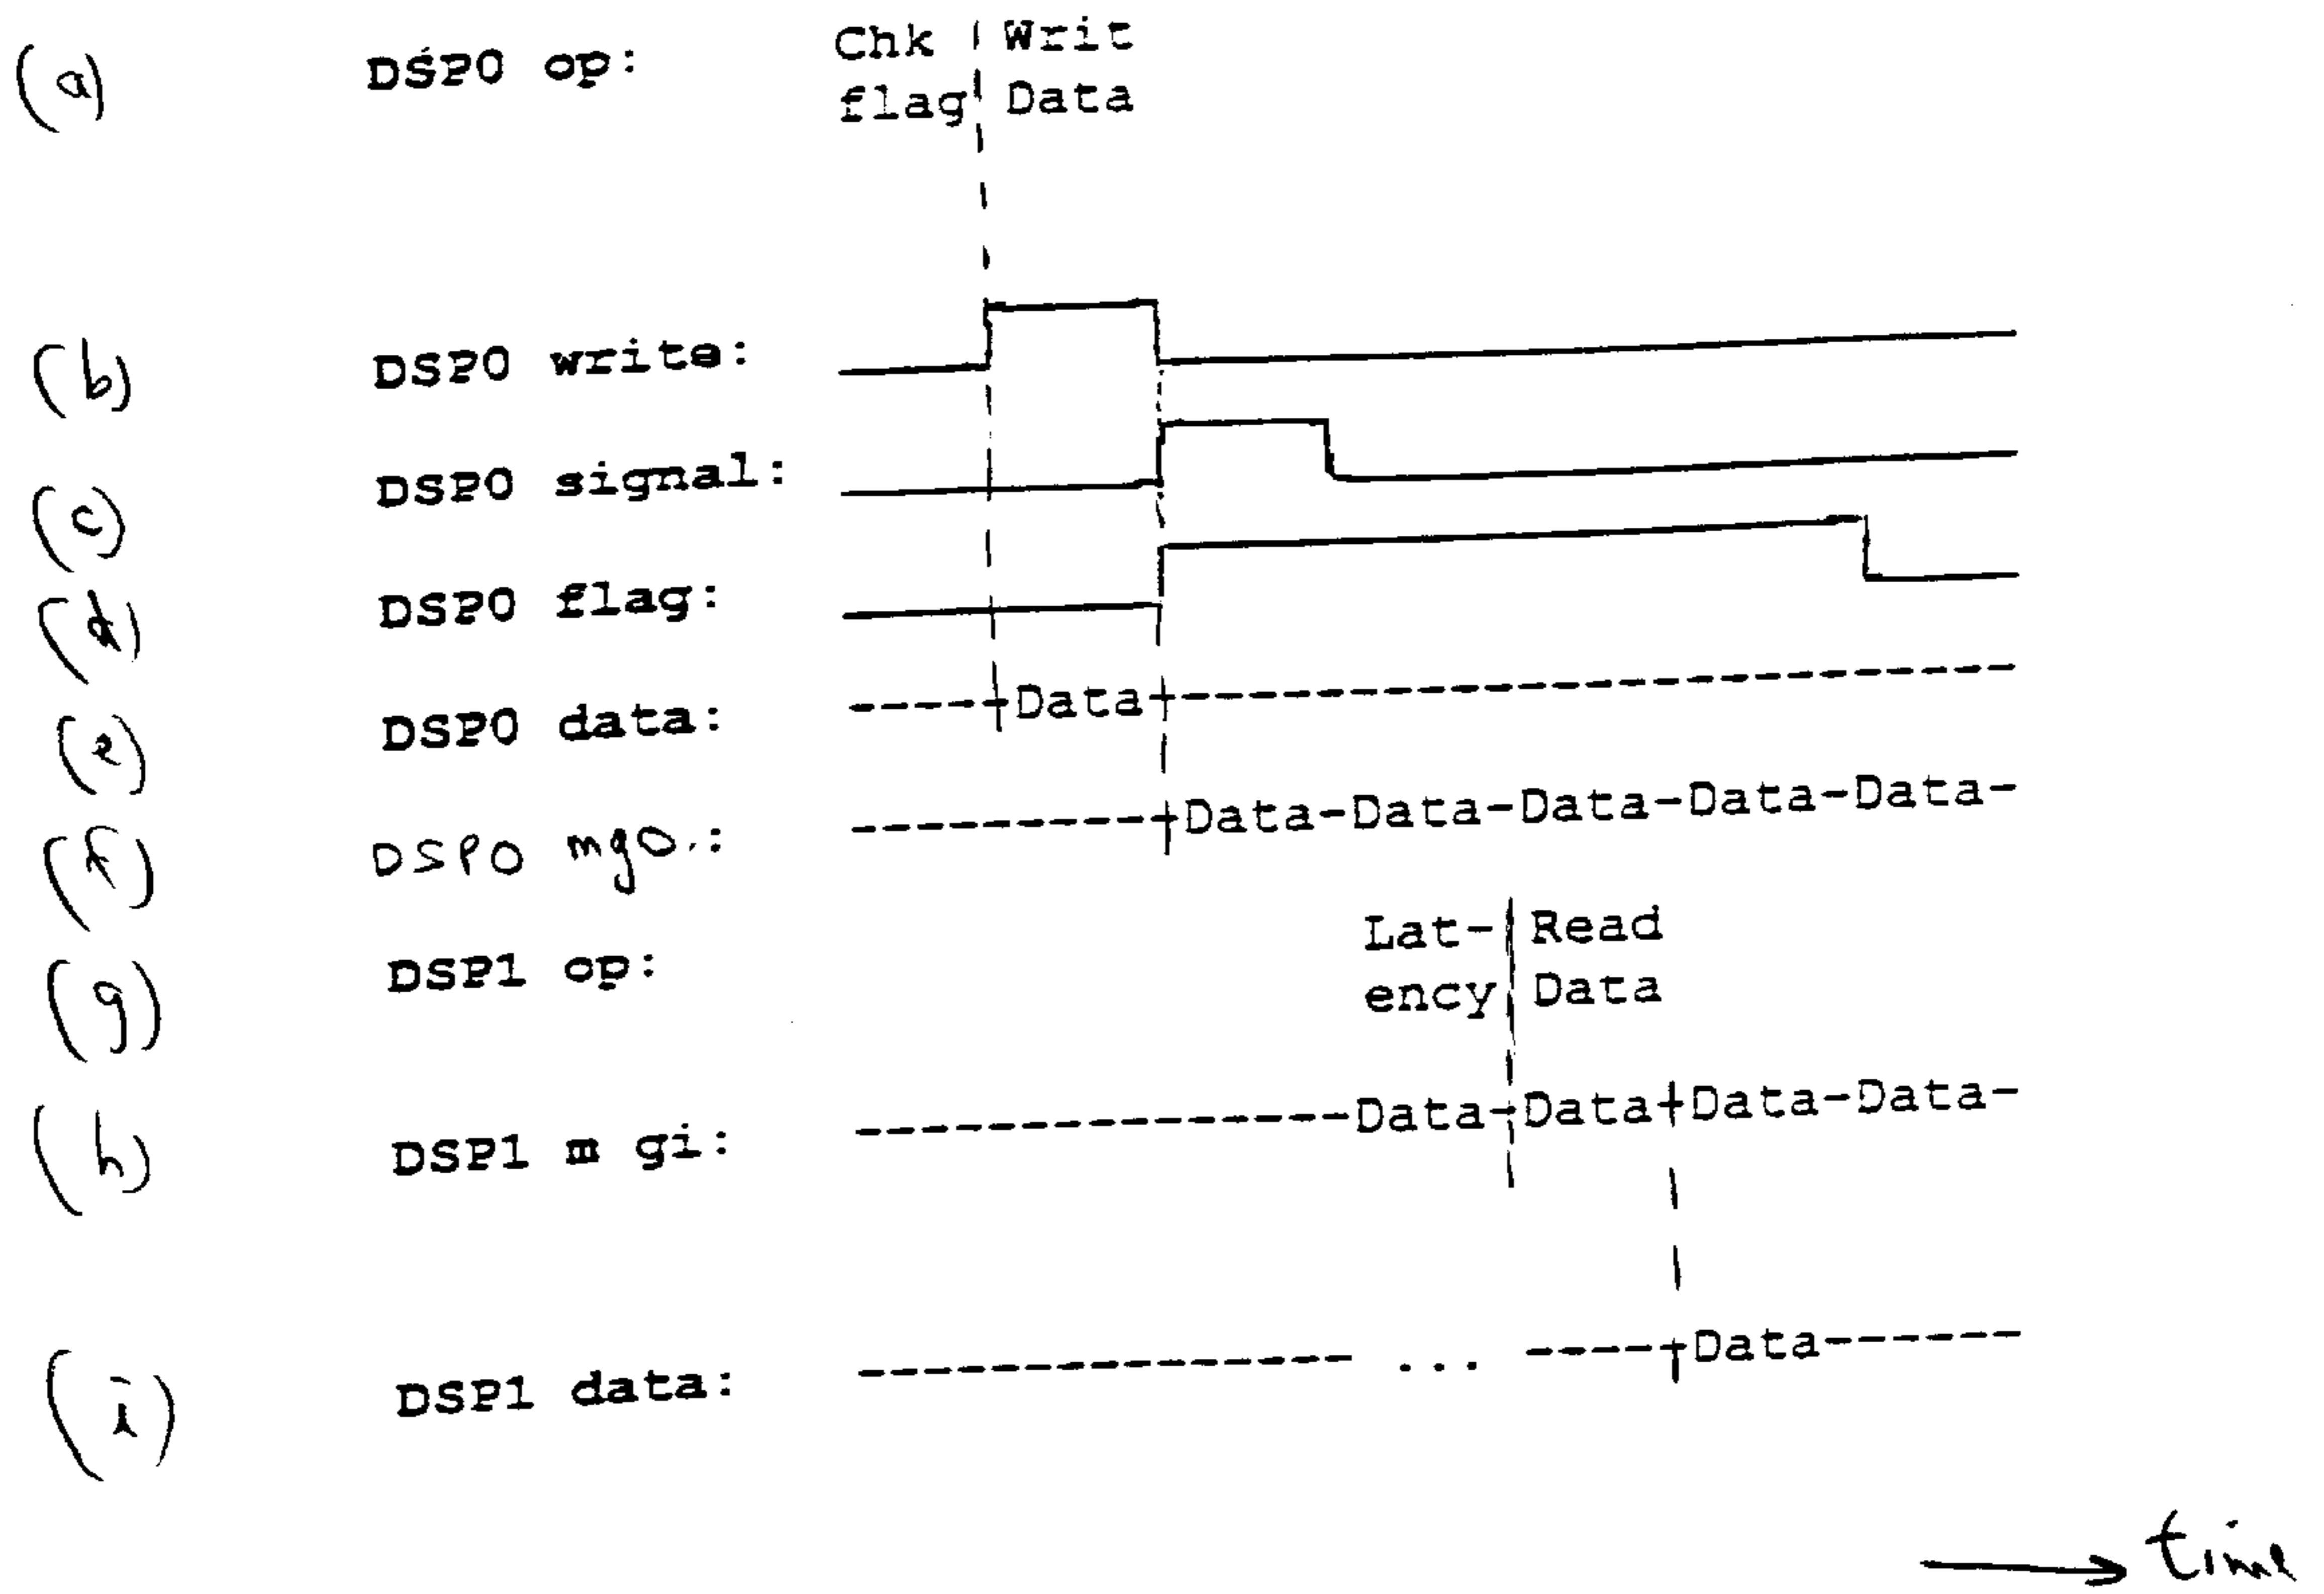 (a) DSP0 op: Chk Writ
flag Data
(b) DSP0 write:
(c) DSP0 signal:
(d) DSP0 flag:
(e) DSP0 data: -----+Data+------------------------------
(f) DSP0 mgo.: ----------+Data-Data-Data-Data-Data-
(g) DSP1 op: Lat- Read
ency Data
(h) DSP1 m gi: ---------------Data-Data+Data-Data-
(i) DSP1 data: --------------- ... -----+Data------
time